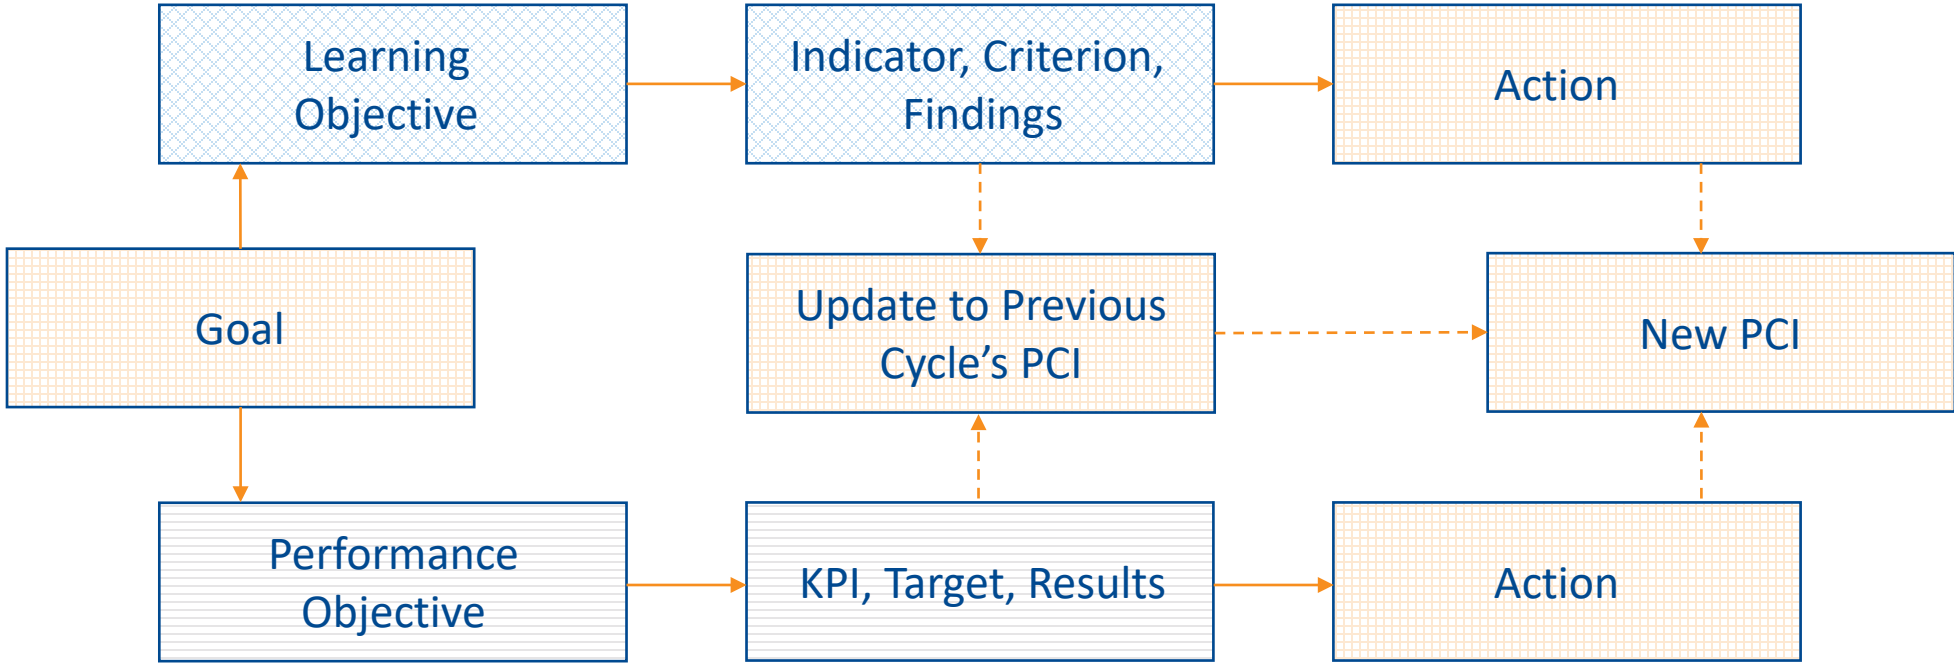 Learning
Objective
Indicator, Criterion,
Findings
Action
Goal
Update to Previous
Cycle’s PCI
New PCI
Performance
Objective
KPI, Target, Results
Action